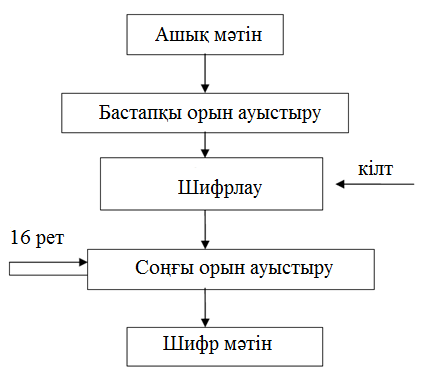 Ашық мәтін
Бастапқы орын ауыстыру
Шифрлау
кілт
16 рет
Соңғы орын ауыстыру
Шифр мәтін